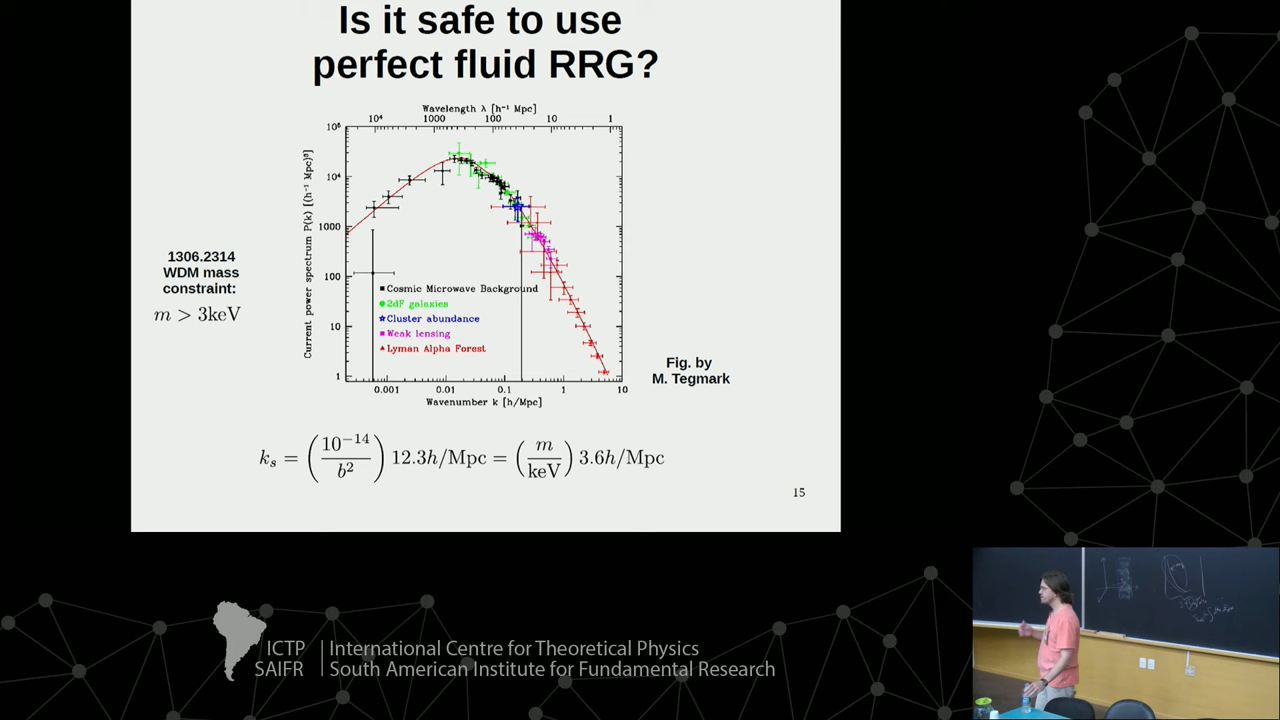 Is it safe to use
perfect fluid RRG?
Wavelength λ [h⁻¹ Mpc]
10⁴ 1000 100 10 1
10⁵
10⁴
1000
100
10
1
Current power spectrum P(k) [(h⁻¹ Mpc)³]
Cosmic Microwave Background
2dF galaxies
Cluster abundance
Weak lensing
Lyman Alpha Forest
0.001 0.01 0.1 1 10
Wavenumber k [h/Mpc]
1306.2314
WDM mass
constraint:
m > 3keV
Fig. by
M. Tegmark
k_s = (10⁻¹⁴ / b²) 12.3h/Mpc = (m / keV) 3.6h/Mpc
15
ICTP | International Centre for Theoretical Physics
SAIFR | South American Institute for Fundamental Research